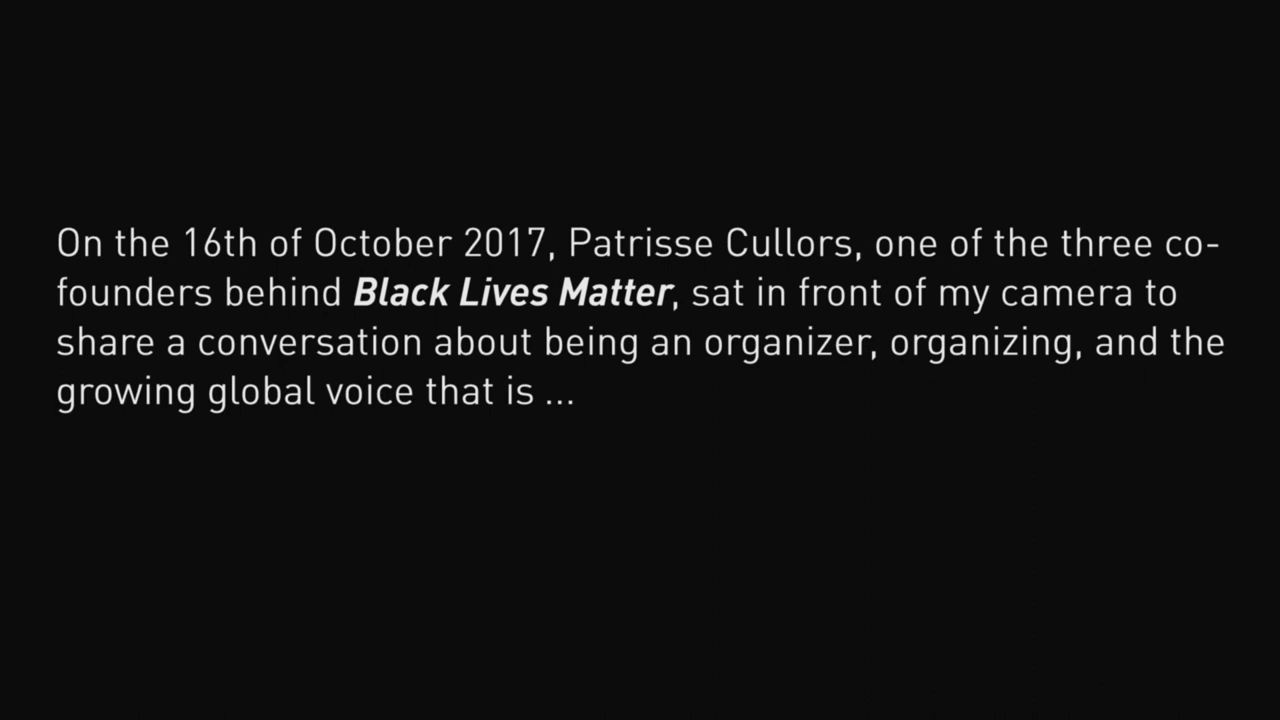 On the 16th of October 2017, Patrisse Cullors, one of the three co-
founders behind Black Lives Matter, sat in front of my camera to
share a conversation about being an organizer, organizing, and the
growing global voice that is ...